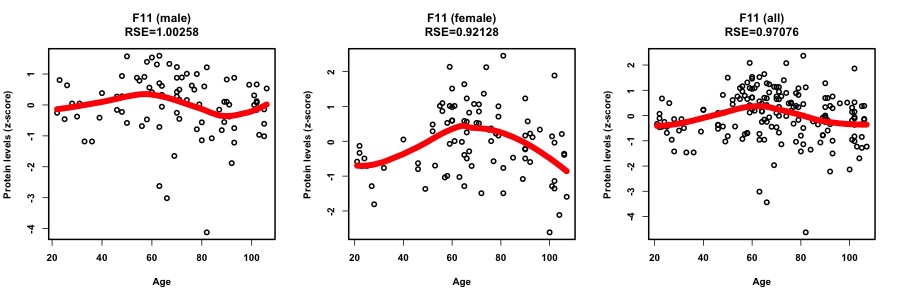 F11 (male)
RSE=1.00258
Protein levels (z-score)
1
0
-1
-2
-3
-4
20
40
60
80
100
Age
F11 (female)
RSE=0.92128
Protein levels (z-score)
2
1
0
-1
-2
20
40
60
80
100
Age
F11 (all)
RSE=0.97076
Protein levels (z-score)
2
1
0
-1
-2
-4
20
40
60
80
100
Age